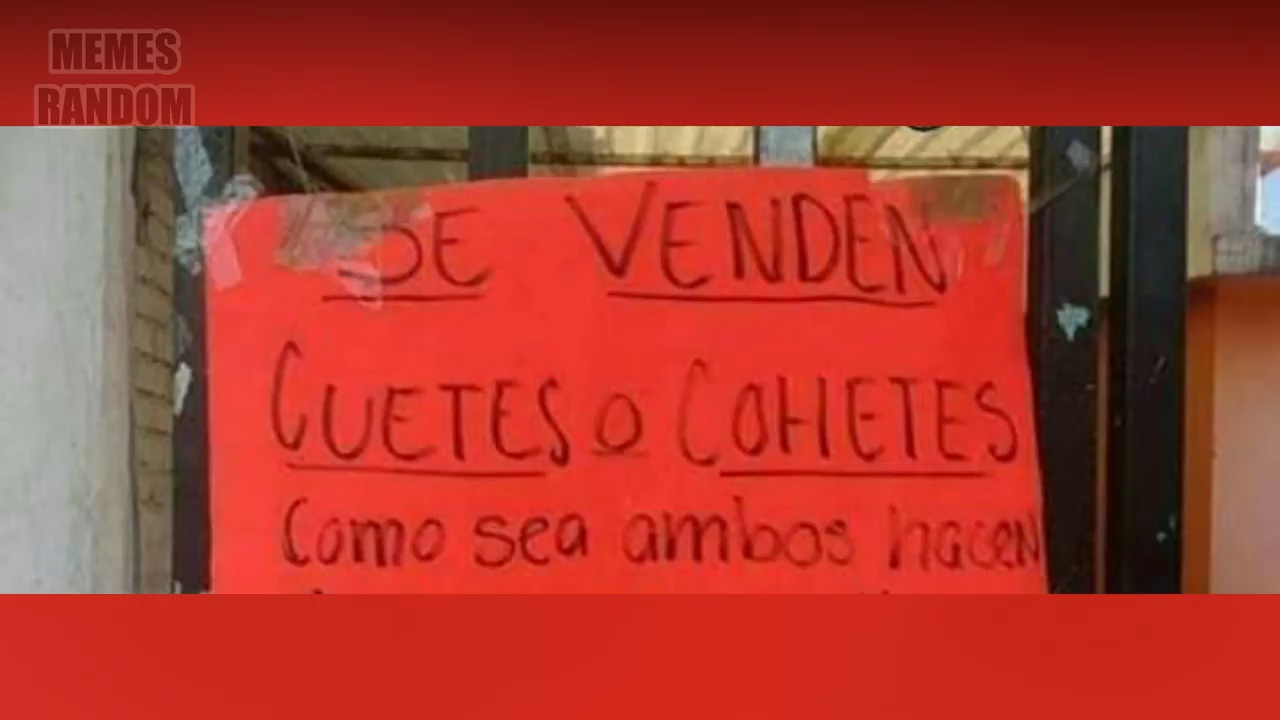 MEMES
RANDOM
SE VENDEN
CUETES o COHETES
Como sea ambos hacen